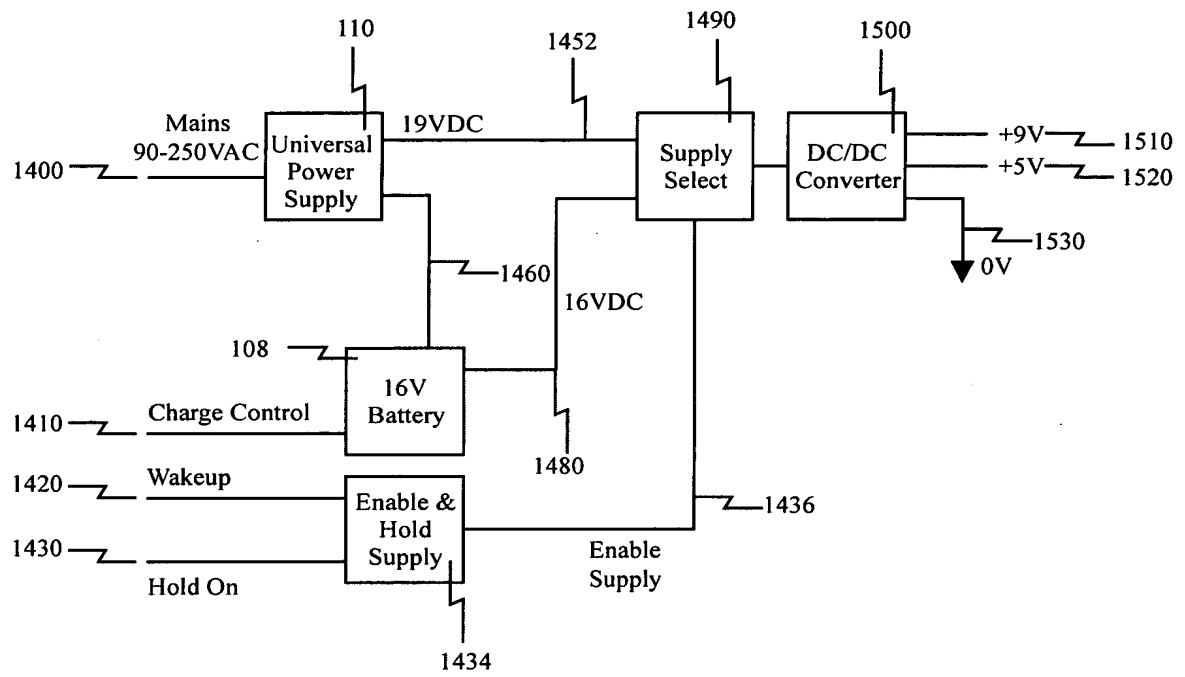 110
1452
1490
1500
Mains
90-250VAC
1400
Universal
Power
Supply
19VDC
Supply
Select
DC/DC
Converter
+9V
1510
+5V
1520
1530
0V
1460
16VDC
108
16V
Battery
1410
Charge Control
1480
1420
Wakeup
1430
Hold On
Enable &
Hold
Supply
1436
Enable
Supply
1434